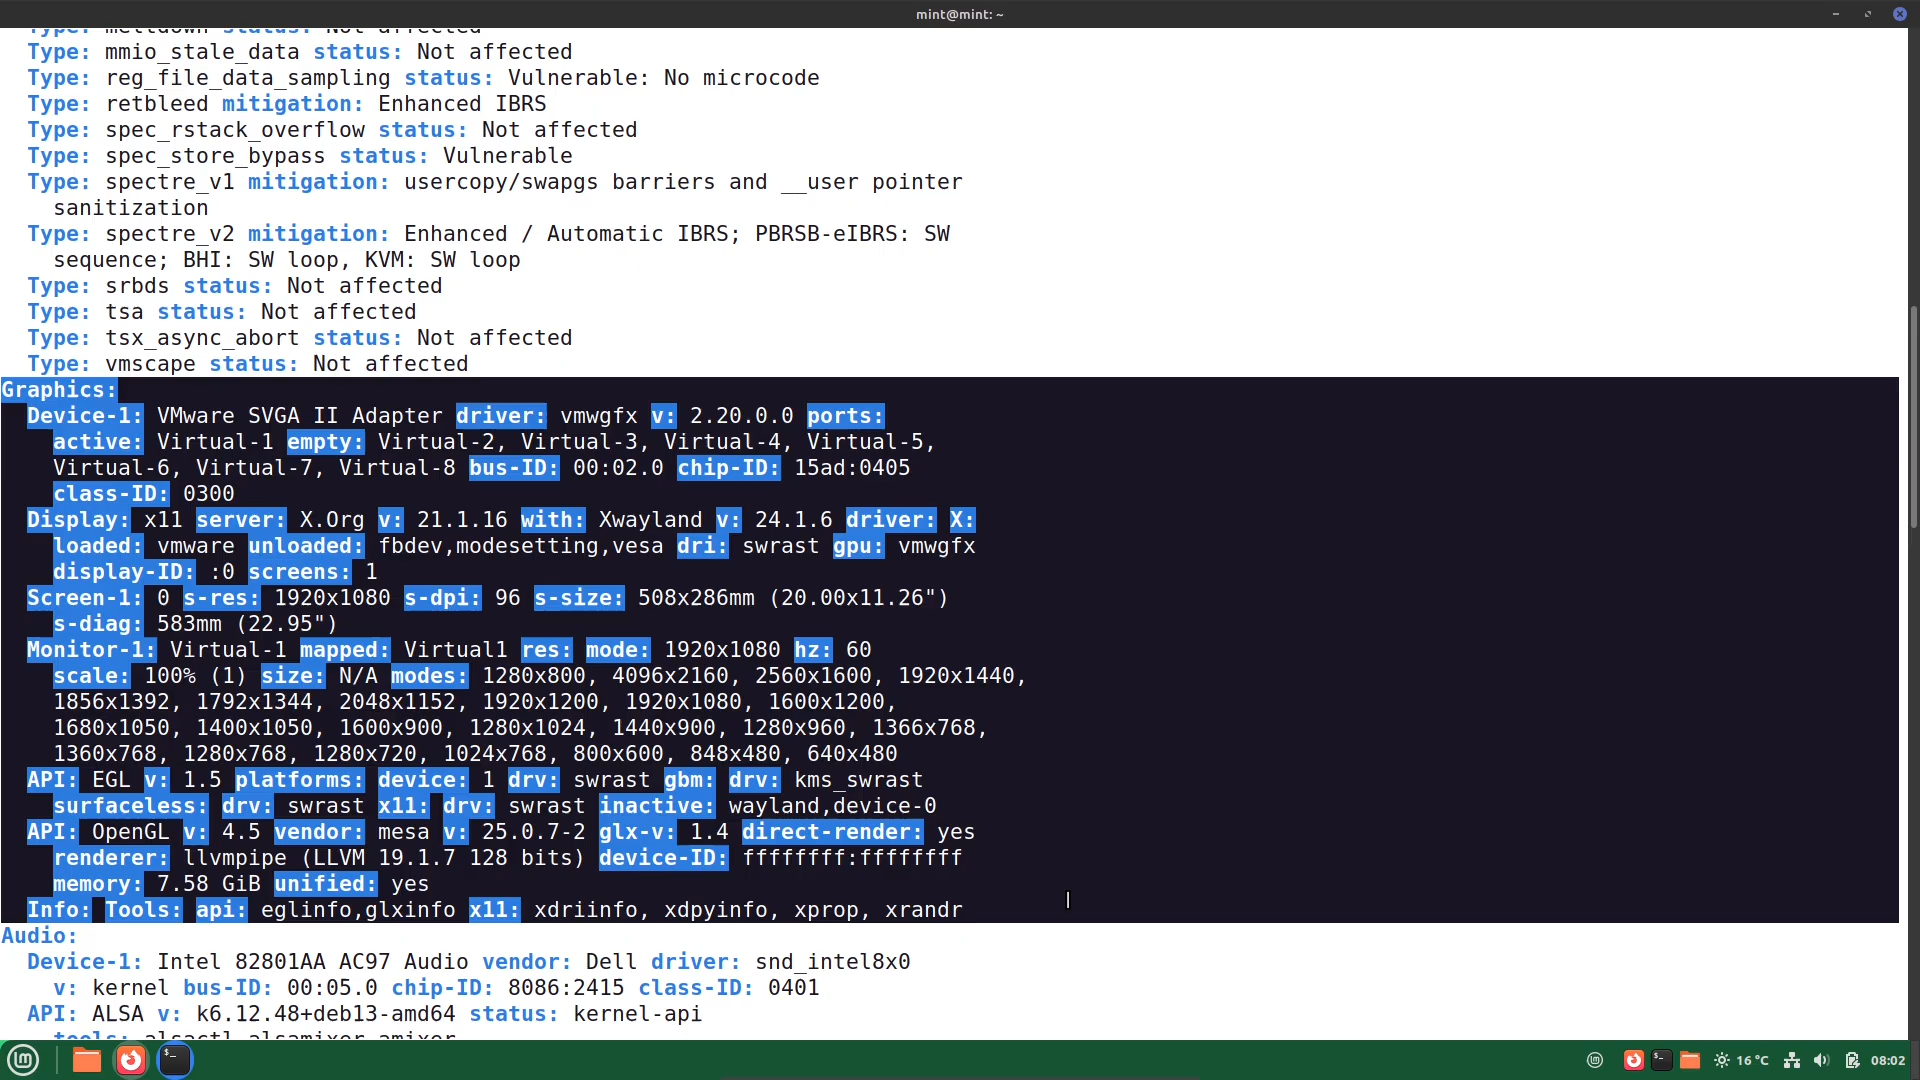 mint@mint: ~
Type: meltdown status: Not affected
Type: mmio_stale_data status: Not affected
Type: reg_file_data_sampling status: Vulnerable: No microcode
Type: retbleed mitigation: Enhanced IBRS
Type: spec_rstack_overflow status: Not affected
Type: spec_store_bypass status: Vulnerable
Type: spectre_v1 mitigation: usercopy/swapgs barriers and __user pointer
sanitization
Type: spectre_v2 mitigation: Enhanced / Automatic IBRS; PBRSB-eIBRS: SW
sequence; BHI: SW loop, KVM: SW loop
Type: srbds status: Not affected
Type: tsa status: Not affected
Type: tsx_async_abort status: Not affected
Type: vmscape status: Not affected
Graphics:
Device-1: VMware SVGA II Adapter driver: vmwgfx v: 2.20.0.0 ports:
active: Virtual-1 empty: Virtual-2, Virtual-3, Virtual-4, Virtual-5,
Virtual-6, Virtual-7, Virtual-8 bus-ID: 00:02.0 chip-ID: 15ad:0405
class-ID: 0300
Display: x11 server: X.Org v: 21.1.16 with: Xwayland v: 24.1.6 driver: X:
loaded: vmware unloaded: fbdev,modesetting,vesa dri: swrast gpu: vmwgfx
display-ID: :0 screens: 1
Screen-1: 0 s-res: 1920x1080 s-dpi: 96 s-size: 508x286mm (20.00x11.26")
s-diag: 583mm (22.95")
Monitor-1: Virtual-1 mapped: Virtual1 res: mode: 1920x1080 hz: 60
scale: 100% (1) size: N/A modes: 1280x800, 4096x2160, 2560x1600, 1920x1440,
1856x1392, 1792x1344, 2048x1152, 1920x1200, 1920x1080, 1600x1200,
1680x1050, 1400x1050, 1600x900, 1280x1024, 1440x900, 1280x960, 1366x768,
1360x768, 1280x768, 1280x720, 1024x768, 800x600, 848x480, 640x480
API: EGL v: 1.5 platforms: device: 1 drv: swrast gbm: drv: kms_swrast
surfaceless: drv: swrast x11: drv: swrast inactive: wayland,device-0
API: OpenGL v: 4.5 vendor: mesa v: 25.0.7-2 glx-v: 1.4 direct-render: yes
renderer: llvmpipe (LLVM 19.1.7 128 bits) device-ID: ffffffff:ffffffff
memory: 7.58 GiB unified: yes
Info: Tools: api: eglinfo,glxinfo x11: xdriinfo, xdpyinfo, xprop, xrandr
Audio:
Device-1: Intel 82801AA AC97 Audio vendor: Dell driver: snd_intel8x0
v: kernel bus-ID: 00:05.0 chip-ID: 8086:2415 class-ID: 0401
API: ALSA v: k6.12.48+deb13-amd64 status: kernel-api
tools: alsactl,alsamixer,amixer
16 °C
08:02